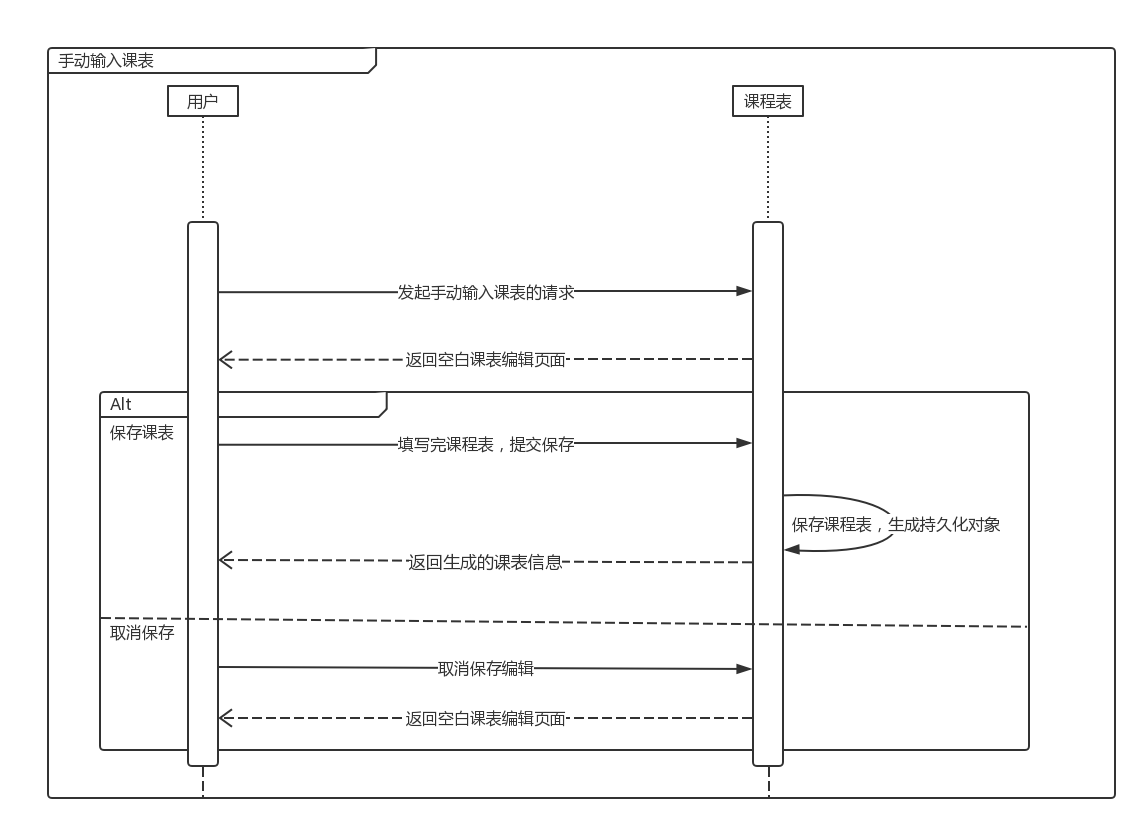 手动输入课表
用户
课程表
发起手动输入课表的请求
返回空白课表编辑页面
Alt
保存课表
填写完课程表，提交保存
保存课程表，生成持久化对象
返回生成的课表信息
取消保存
取消保存编辑
返回空白课表编辑页面